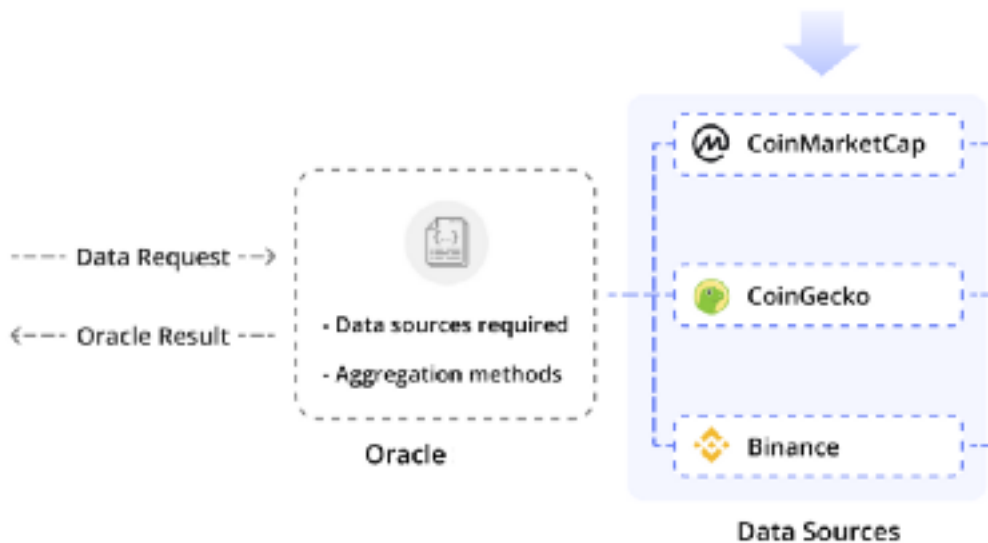 CoinMarketCap
Data Request
CoinGecko
- Data sources required
Oracle Result
- Aggregation methods
Binance
Oracle
Data Sources